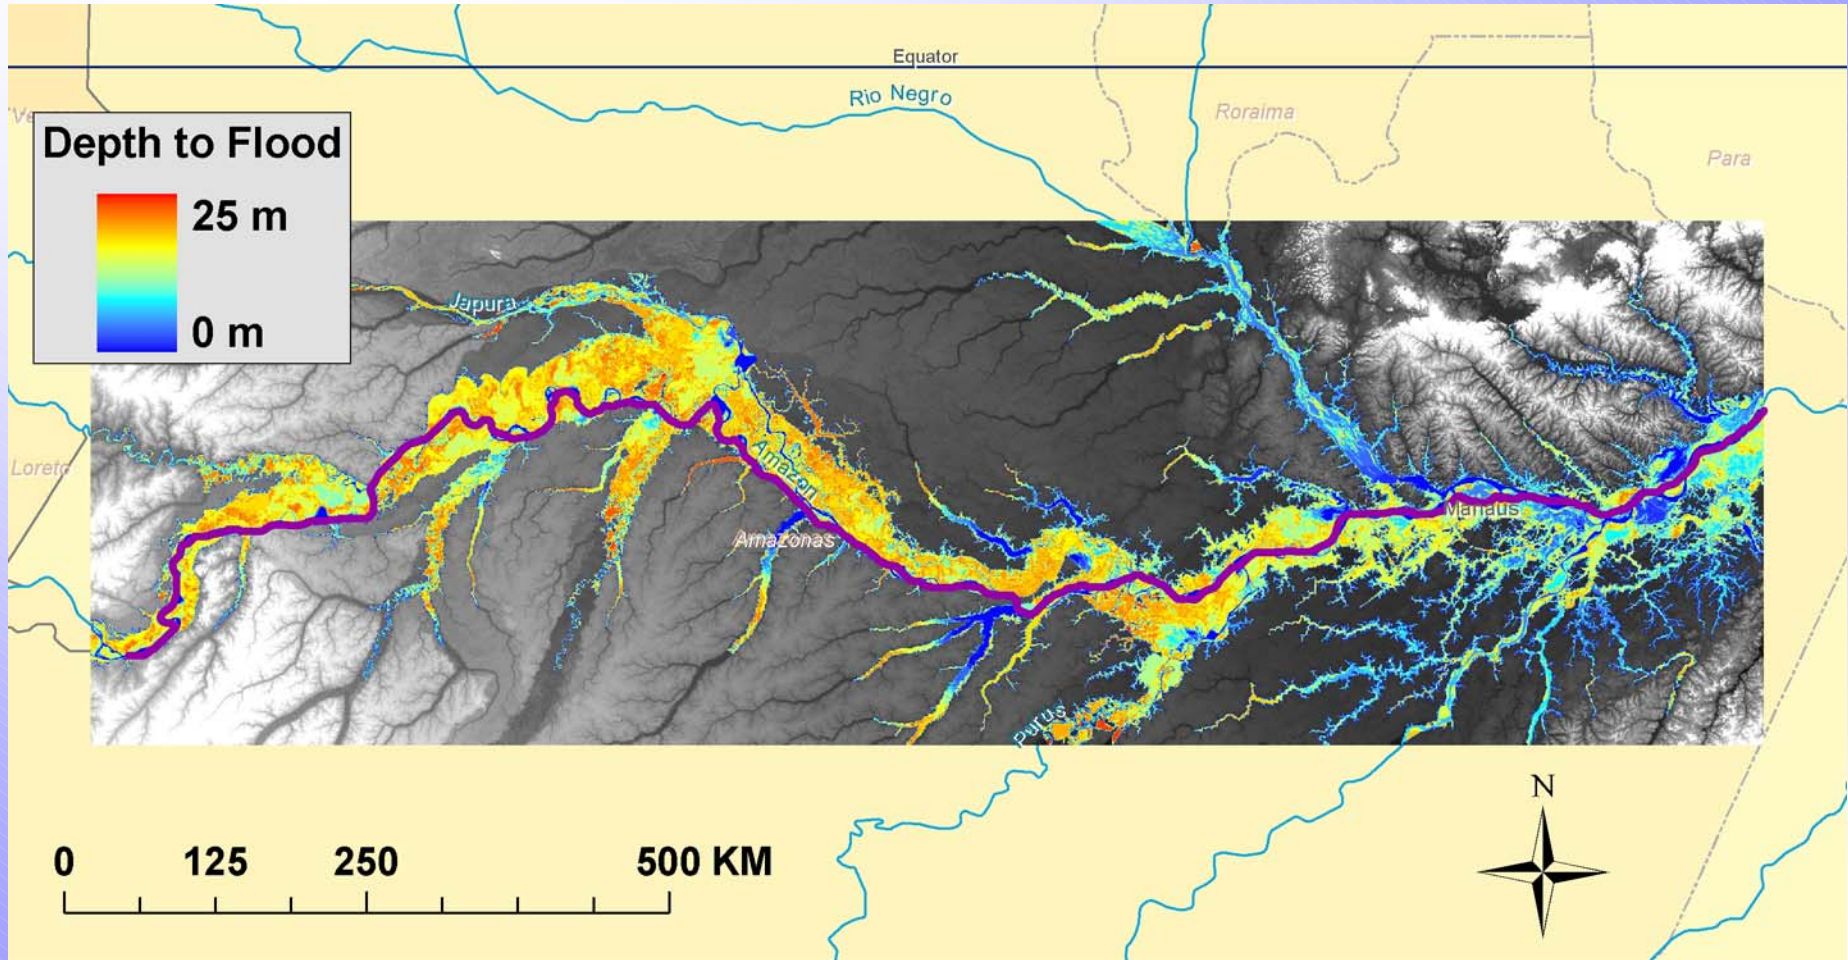 Equator
Rio Negro
Roraima
Para
Depth to Flood
25 m
0 m
Japura
Loreto
Amazon
Amazonas
Manaus
Purus
N
0 125 250 500 KM